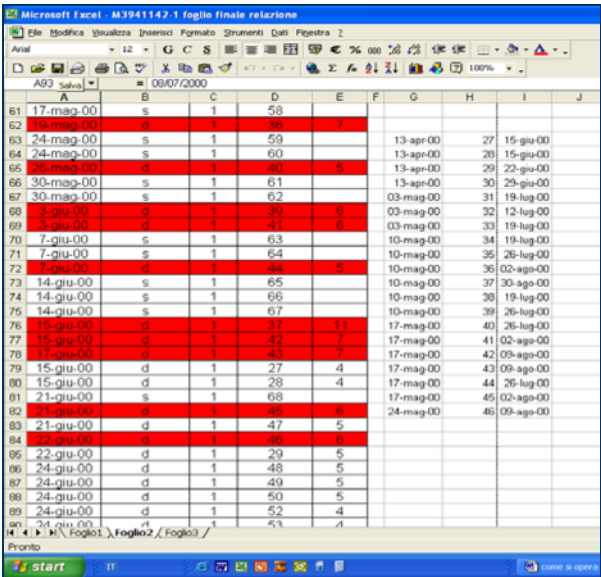 Microsoft Excel - M3941142-1 foglio finale relazione
File Modifica Visualizza Inserisci Formato Strumenti Dati Finestra ?
Arial 12 G C S € % 000
Salva 100%
A93 = 08/07/2000
A B C D E F G H I J
61 17-mag-00 s 1 58
62 19-mag-00 d 1 36 7
63 24-mag-00 s 1 59 13-apr-00 27 15-giu-00
64 24-mag-00 s 1 60 13-apr-00 28 15-giu-00
65 26-mag-00 d 1 40 5 13-apr-00 29 22-giu-00
66 30-mag-00 s 1 61 13-apr-00 30 29-giu-00
67 30-mag-00 s 1 62 03-mag-00 31 19-lug-00
68 3-giu-00 d 1 39 6 03-mag-00 32 12-lug-00
69 3-giu-00 d 1 41 6 03-mag-00 33 19-lug-00
70 7-giu-00 s 1 63 10-mag-00 34 19-lug-00
71 7-giu-00 s 1 64 10-mag-00 35 26-lug-00
72 7-giu-00 d 1 44 5 10-mag-00 36 02-ago-00
73 14-giu-00 s 1 65 10-mag-00 37 30-ago-00
74 14-giu-00 s 1 66 10-mag-00 38 19-lug-00
75 14-giu-00 s 1 67 10-mag-00 39 26-lug-00
76 15-giu-00 d 1 37 11 17-mag-00 40 26-lug-00
77 15-giu-00 d 1 42 7 17-mag-00 41 02-ago-00
78 17-giu-00 d 1 43 7 17-mag-00 42 09-ago-00
79 15-giu-00 d 1 27 4 17-mag-00 43 09-ago-00
80 15-giu-00 d 1 28 4 17-mag-00 44 26-lug-00
81 21-giu-00 s 1 68 17-mag-00 45 02-ago-00
82 21-giu-00 d 1 45 6 24-mag-00 46 09-ago-00
83 21-giu-00 d 1 47 5
84 22-giu-00 d 1 46 6
85 22-giu-00 d 1 29 5
86 24-giu-00 d 1 48 5
87 24-giu-00 d 1 49 5
88 24-giu-00 d 1 50 5
89 24-giu-00 d 1 52 4
90 24-giu-00 d 1 53 4
Foglio1 Foglio2 Foglio3
Pronto
start IT come si opera